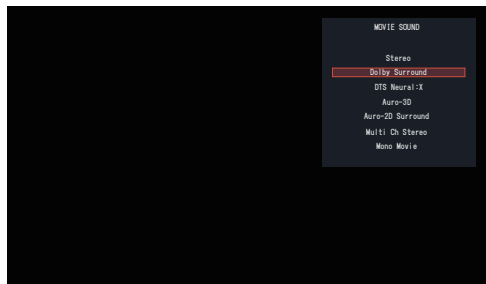 MOVIE SOUND
Stereo
Dolby Surround
DTS Neural:X
Auro-3D
Auro-2D Surround
Multi Ch Stereo
Mono Movie